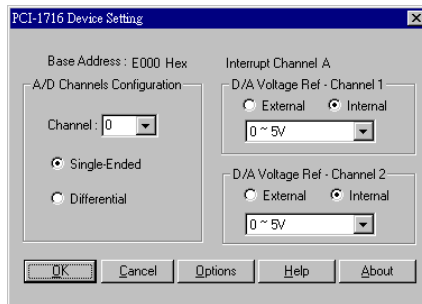 PCI-1716 Device Setting
Base Address : E000 Hex
Interrupt Channel A
A/D Channels Configuration
Channel : 0
Single-Ended
Differential
D/A Voltage Ref - Channel 1
External Internal
0 ~ 5V
D/A Voltage Ref - Channel 2
External Internal
0 ~ 5V
OK Cancel Options Help About